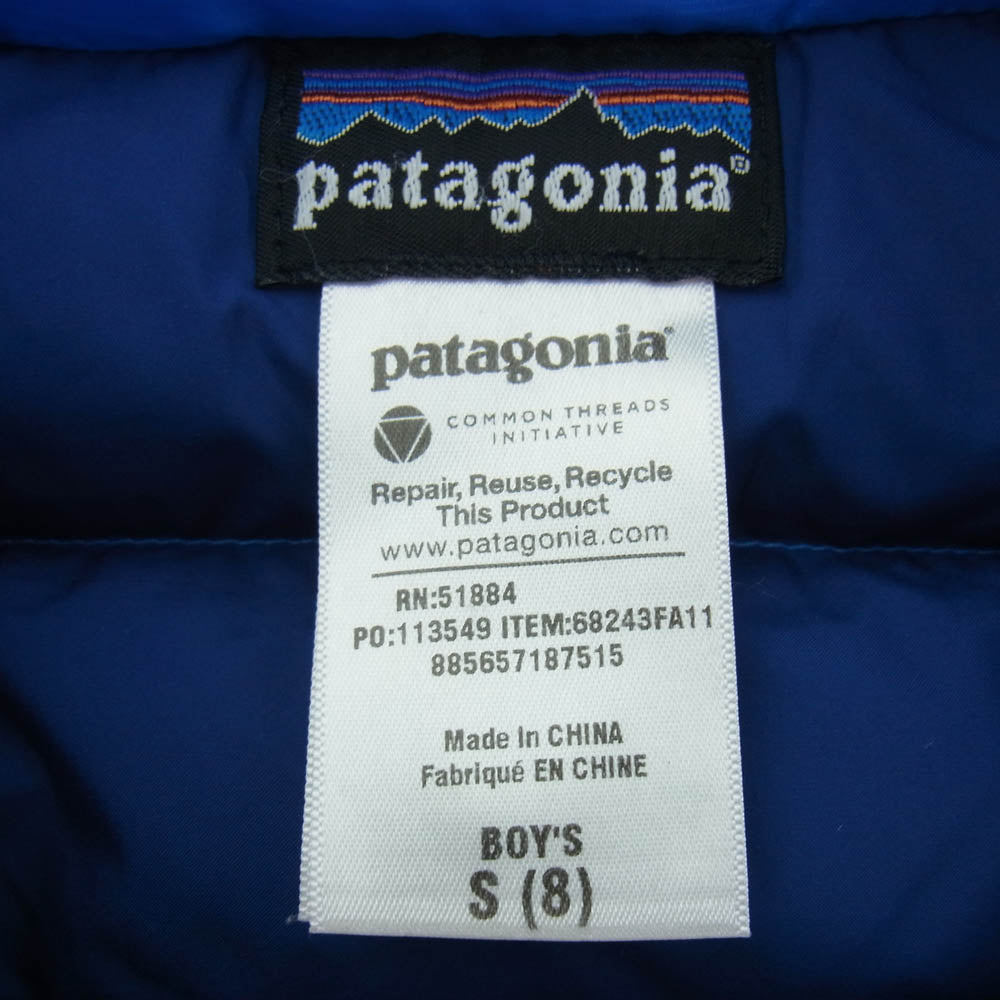 patagonia®
patagonia®
COMMON THREADS
INITIATIVE
Repair, Reuse, Recycle
This Product
www.patagonia.com
RN:51884
PO:113549 ITEM:68243FA11
885657187515
Made In CHINA
Fabriqué EN CHINE
BOY'S
S (8)